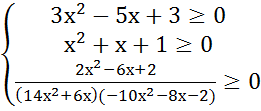 3x² − 5x + 3 ≥ 0
x² + x + 1 ≥ 0
2x²−6x+2
(14x²+6x)(−10x²−8x−2) ≥ 0